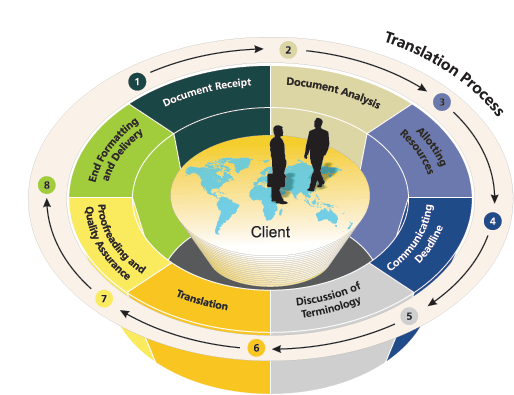 Translation Process
1
Document Receipt
2
Document Analysis
3
Allotting
Resources
4
Communicating
Deadline
5
Discussion of
Terminology
6
Translation
7
Proofreading and
Quality Assurance
8
End Formatting
and Delivery
Client